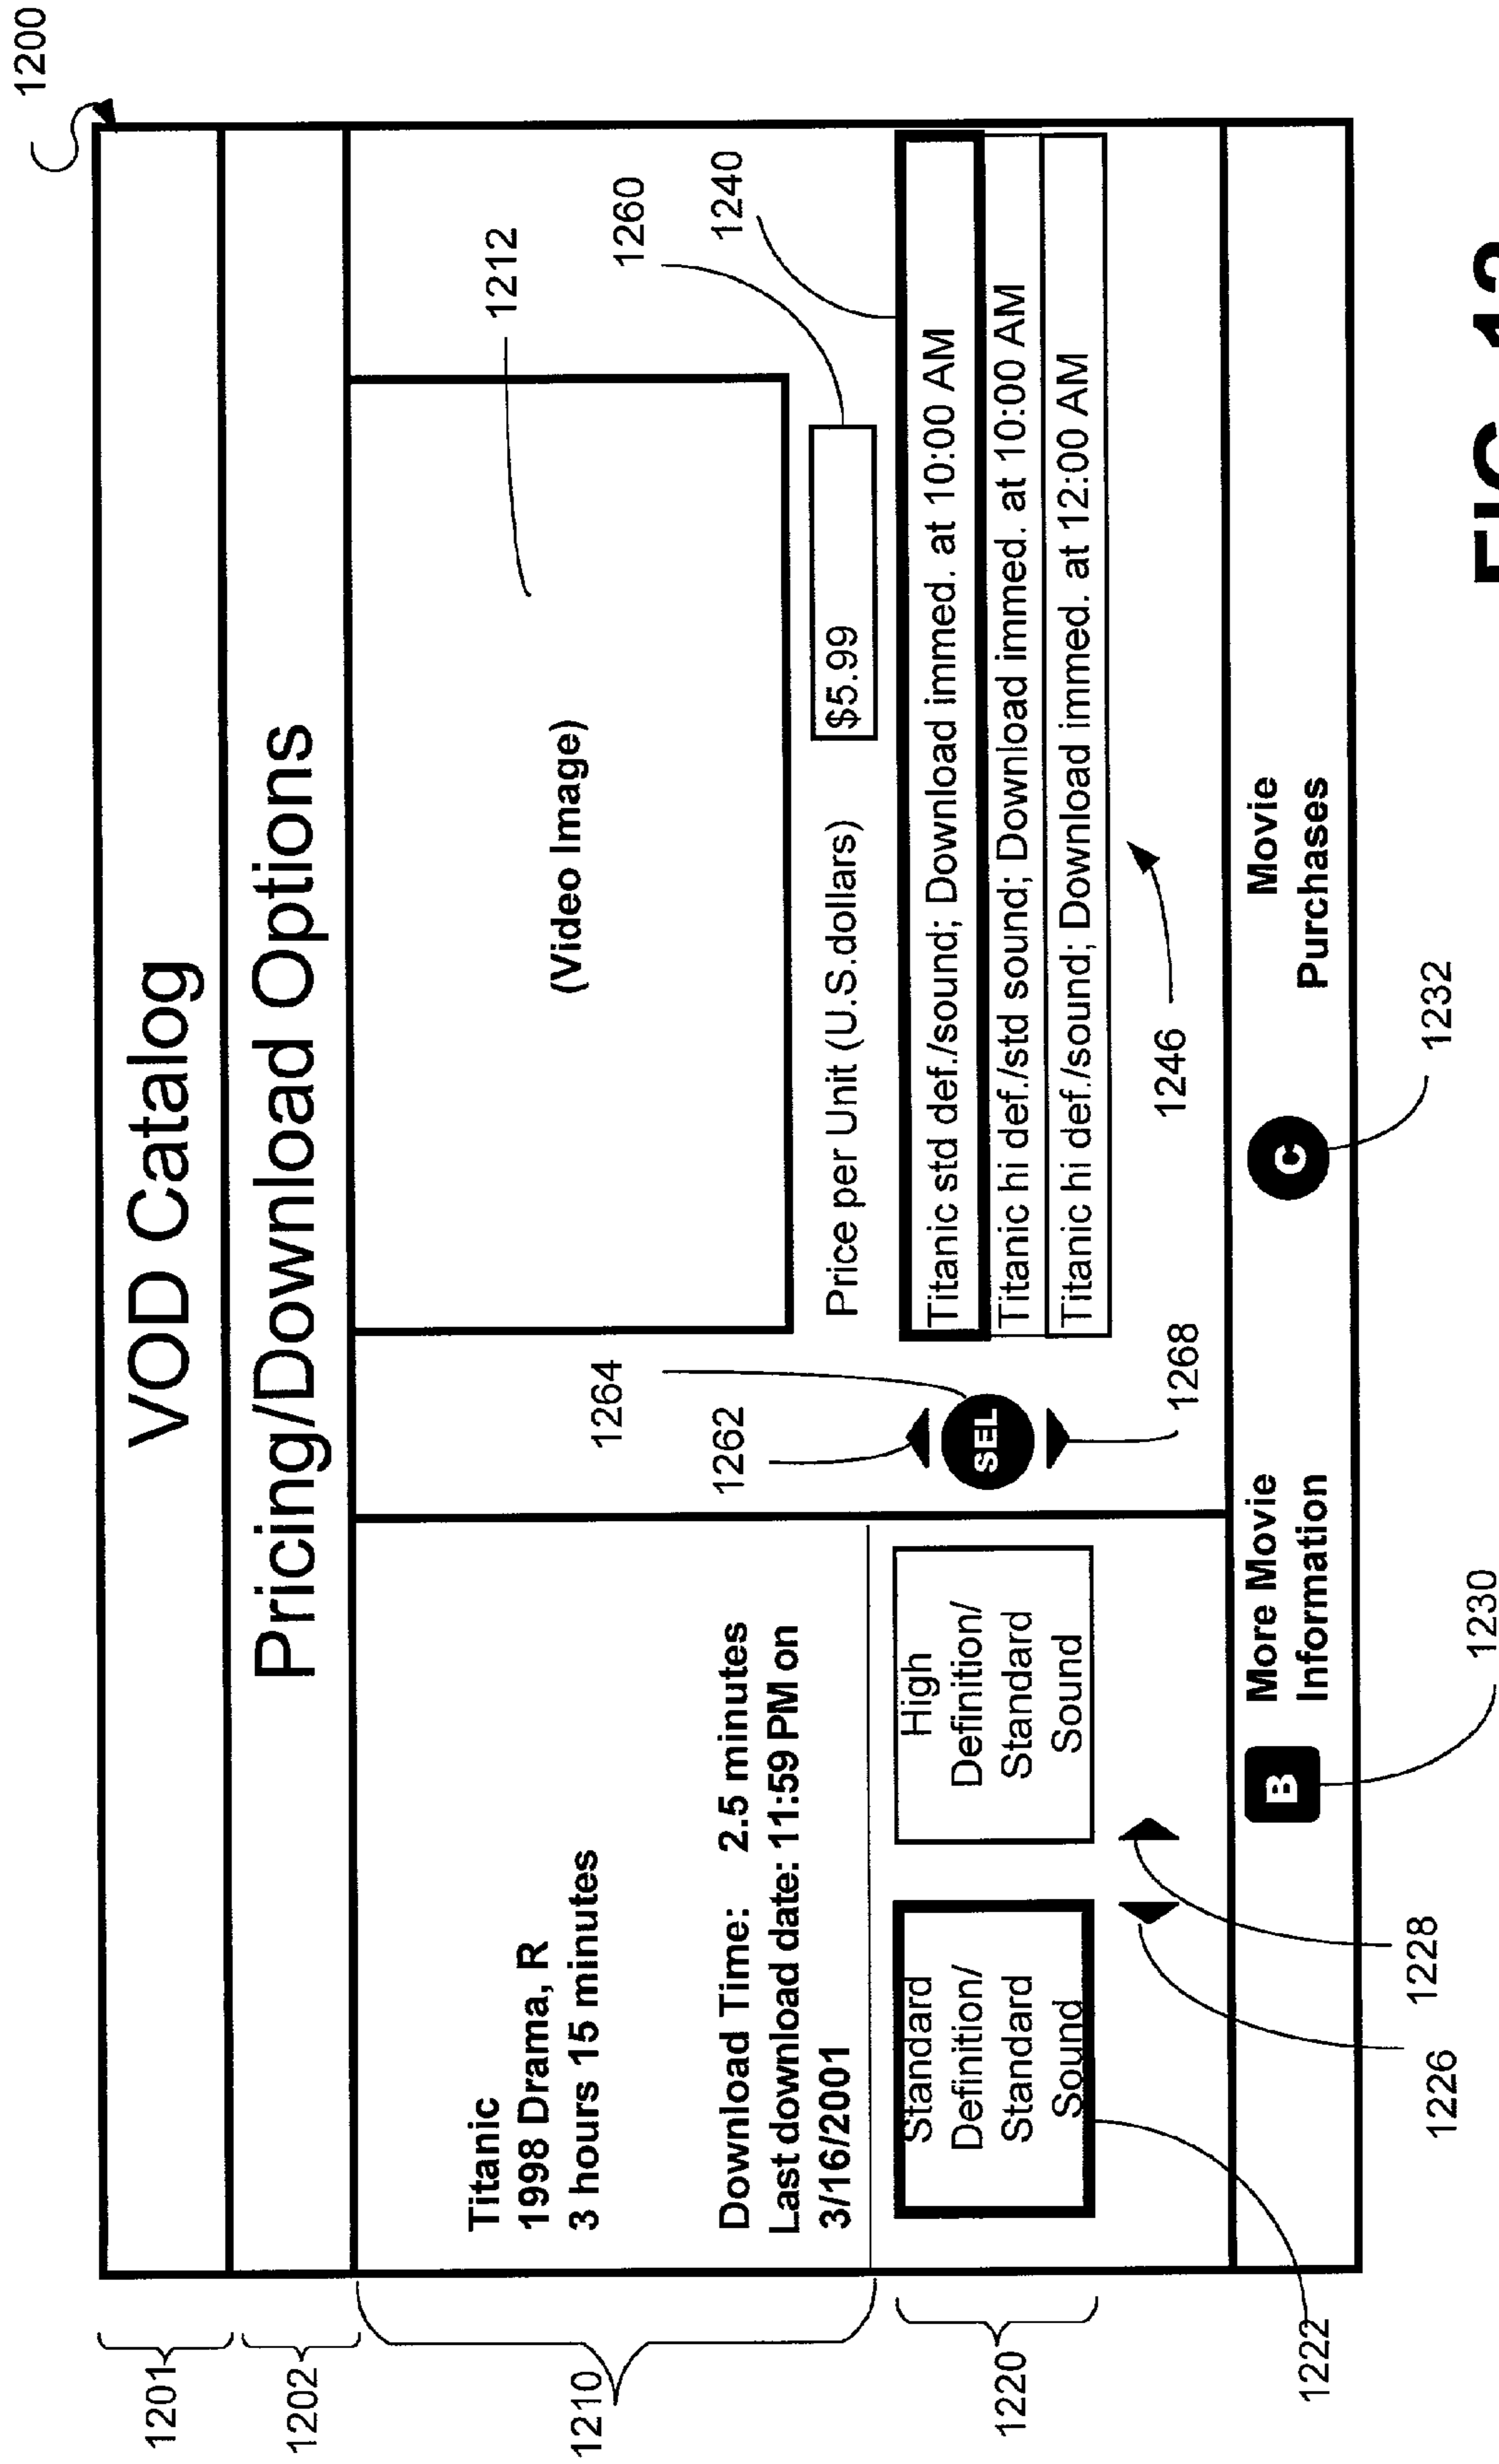 1200
1201
VOD Catalog
1202
Pricing/Download Options
1210
Titanic
1998 Drama, R
3 hours 15 minutes
Download Time: 2.5 minutes
Last download date: 11:59 PM on
3/16/2001
(Video Image)
1212
1260
1240
Price per Unit (U.S.dollars)
$5.99
1264
1262
SEL
1268
Titanic std def./sound; Download immed. at 10:00 AM
Titanic hi def./std sound; Download immed. at 10:00 AM
Titanic hi def./sound; Download immed. at 12:00 AM
1246
1220
Standard
Definition/
Standard
Sound
High
Definition/
Standard
Sound
B
More Movie
Information
C
Movie
Purchases
1222
1226
1228
1230
1232